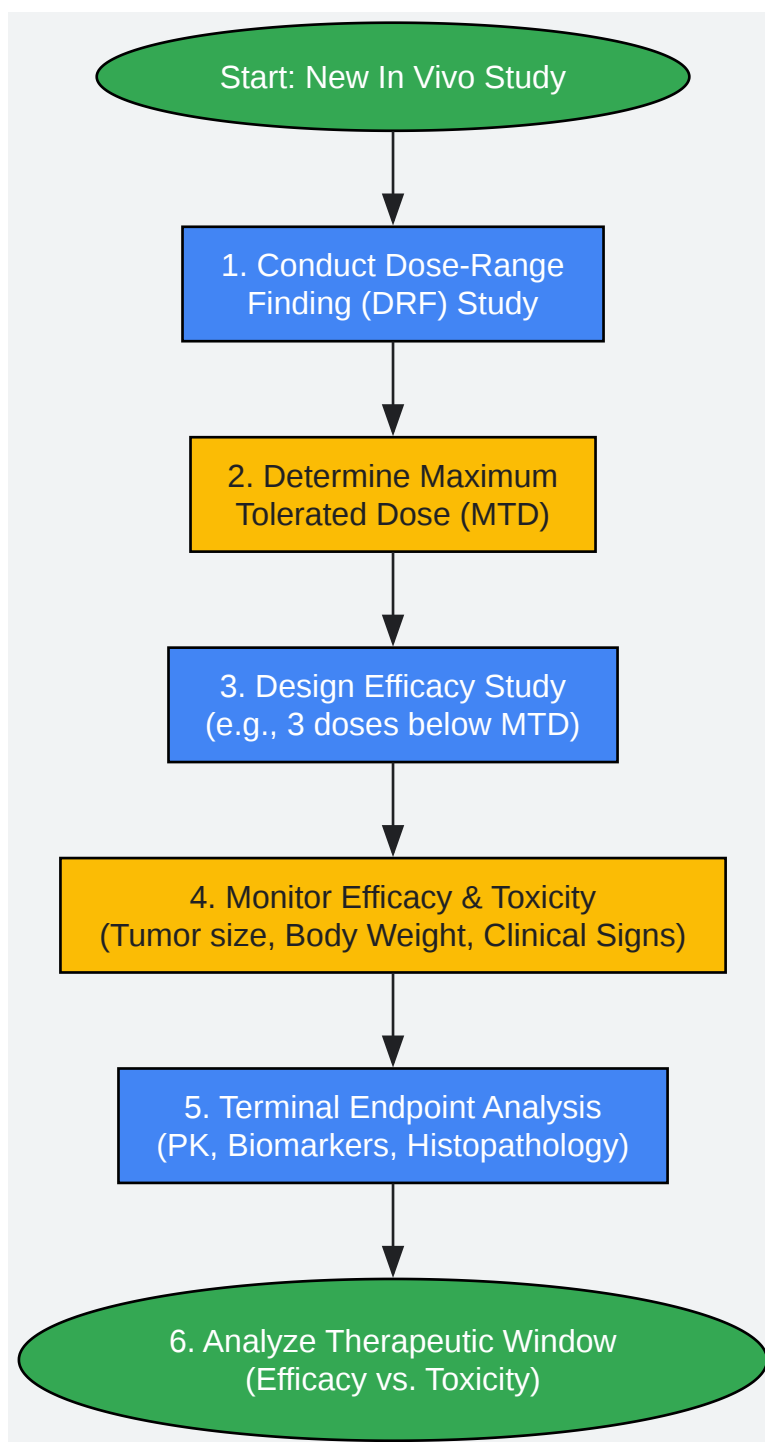 Start: New In Vivo Study
1. Conduct Dose-Range
Finding (DRF) Study
2. Determine Maximum
Tolerated Dose (MTD)
3. Design Efficacy Study
(e.g., 3 doses below MTD)
4. Monitor Efficacy & Toxicity
(Tumor size, Body Weight, Clinical Signs)
5. Terminal Endpoint Analysis
(PK, Biomarkers, Histopathology)
6. Analyze Therapeutic Window
(Efficacy vs. Toxicity)